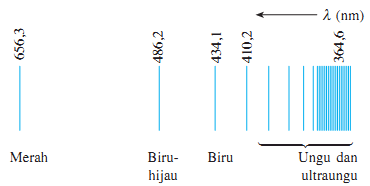 λ (nm)
656,3
486,2
434,1
410,2
364,6
Merah
Biru-
hijau
Biru
Ungu dan
ultraungu